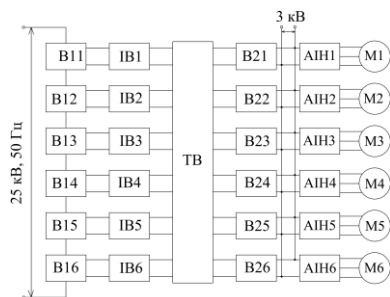 3 кВ
25 кВ, 50 Гц
В11 ІВ1 В21 АІН1 М1
В12 ІВ2 В22 АІН2 М2
В13 ІВ3 В23 АІН3 М3
ТВ
В14 ІВ4 В24 АІН4 М4
В15 ІВ5 В25 АІН5 М5
В16 ІВ6 В26 АІН6 М6